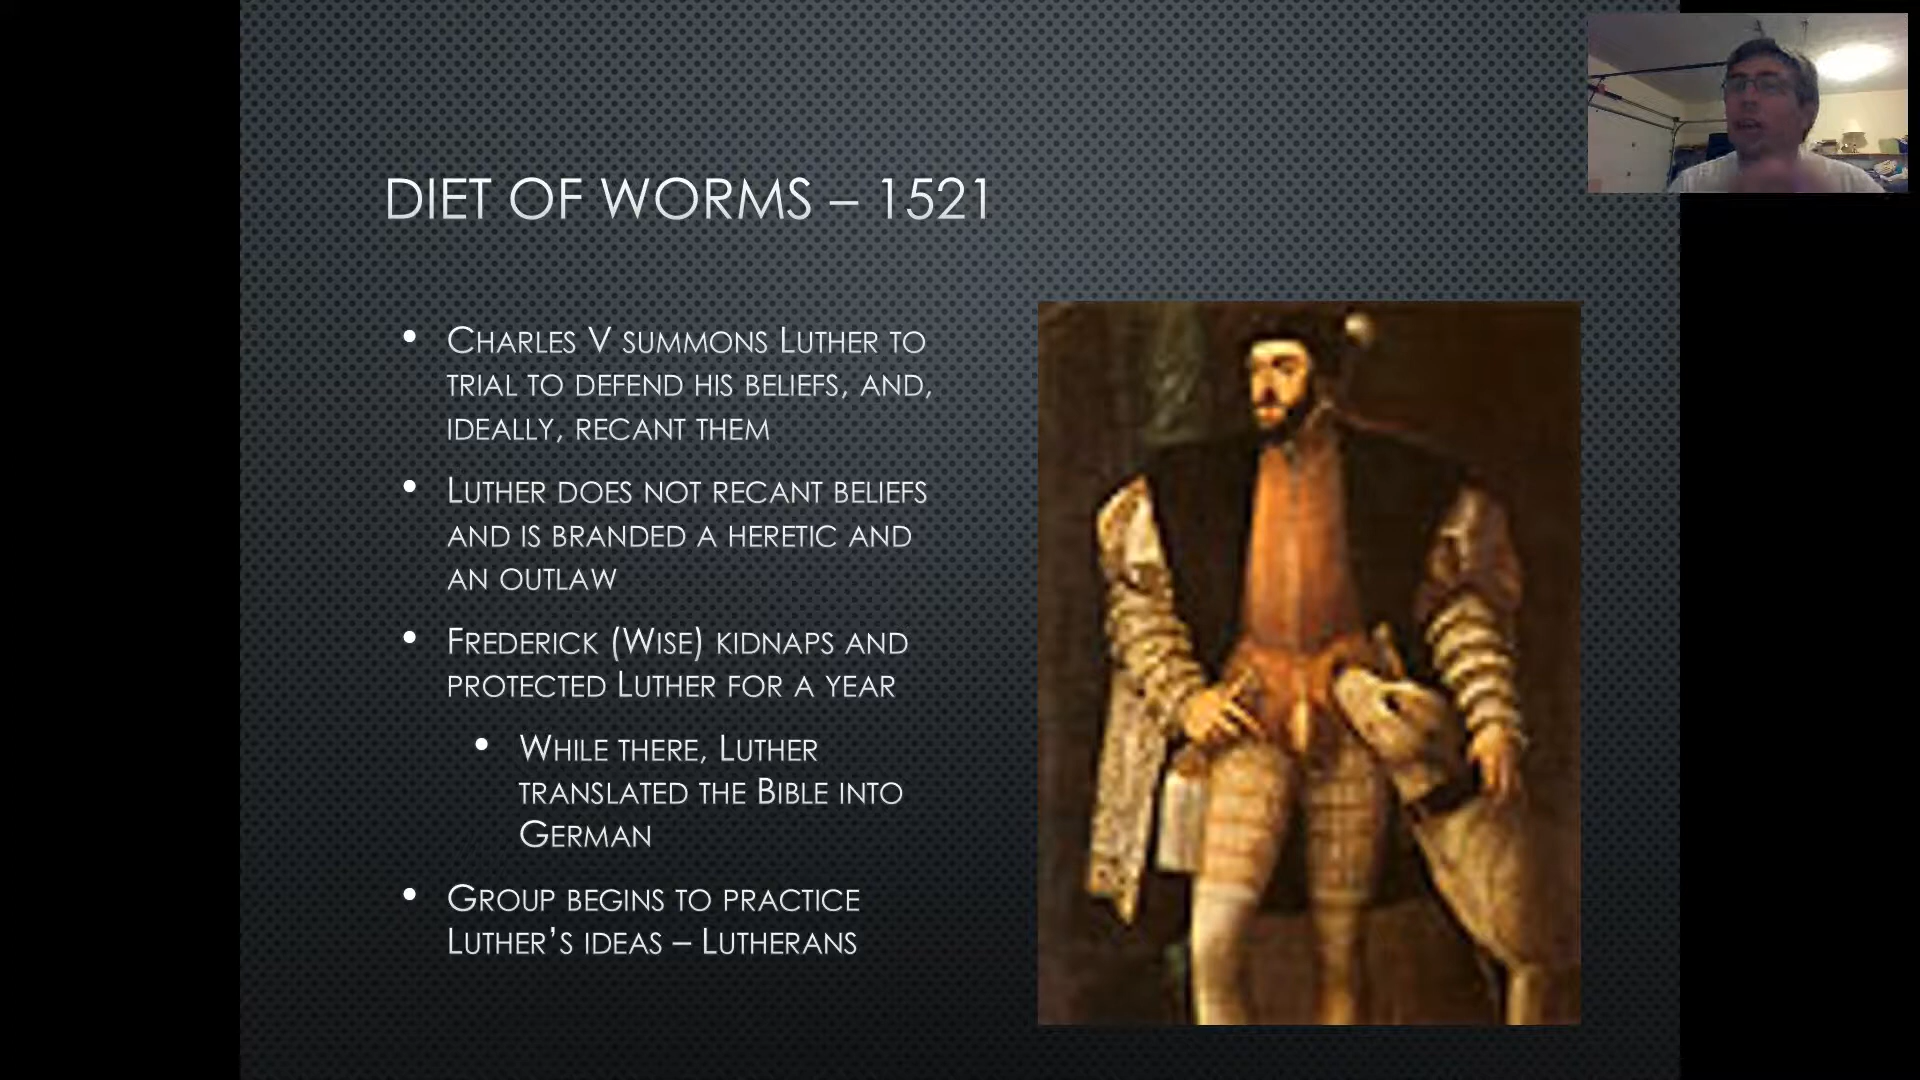 DIET OF WORMS – 1521
• CHARLES V SUMMONS LUTHER TO
TRIAL TO DEFEND HIS BELIEFS, AND,
IDEALLY, RECANT THEM
• LUTHER DOES NOT RECANT BELIEFS
AND IS BRANDED A HERETIC AND
AN OUTLAW
• FREDERICK (WISE) KIDNAPS AND
PROTECTED LUTHER FOR A YEAR
• WHILE THERE, LUTHER
TRANSLATED THE BIBLE INTO
GERMAN
• GROUP BEGINS TO PRACTICE
LUTHER’S IDEAS – LUTHERANS